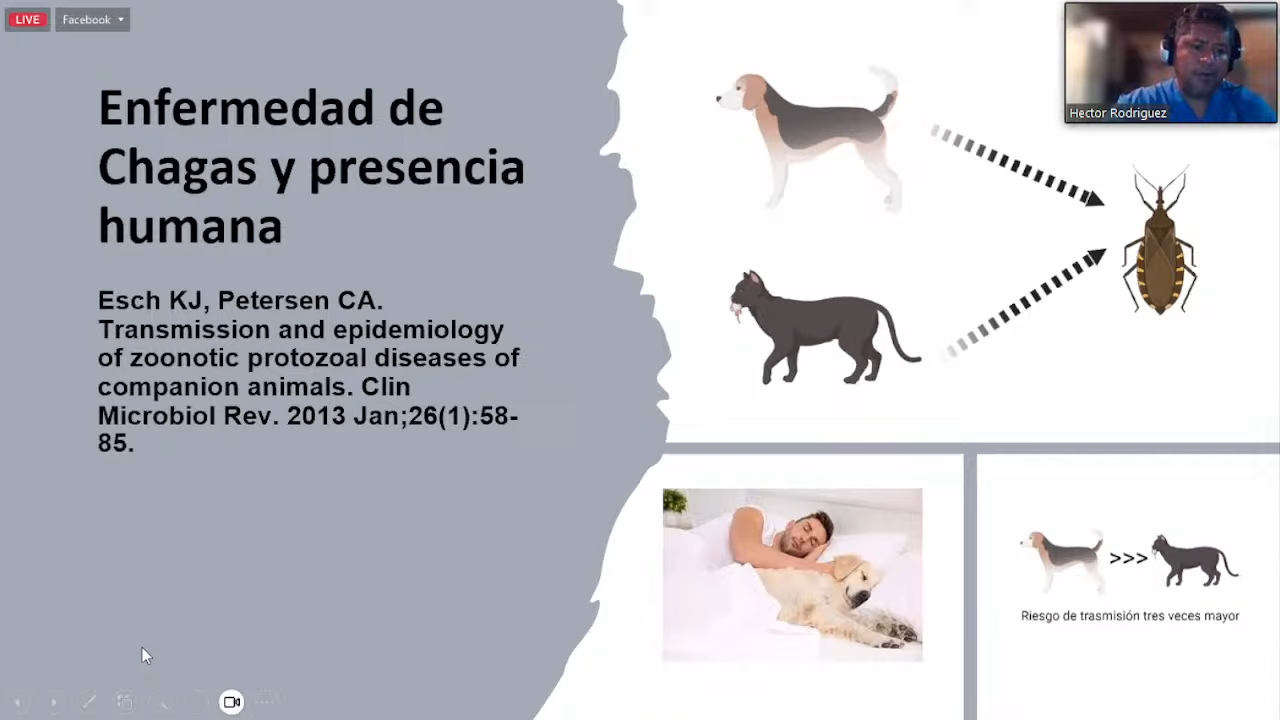 LIVE
Facebook
Enfermedad de
Chagas y presencia
humana
Esch KJ, Petersen CA.
Transmission and epidemiology
of zoonotic protozoal diseases of
companion animals. Clin
Microbiol Rev. 2013 Jan;26(1):58-
85.
Hector Rodriguez
>>>
Riesgo de trasmisión tres veces mayor